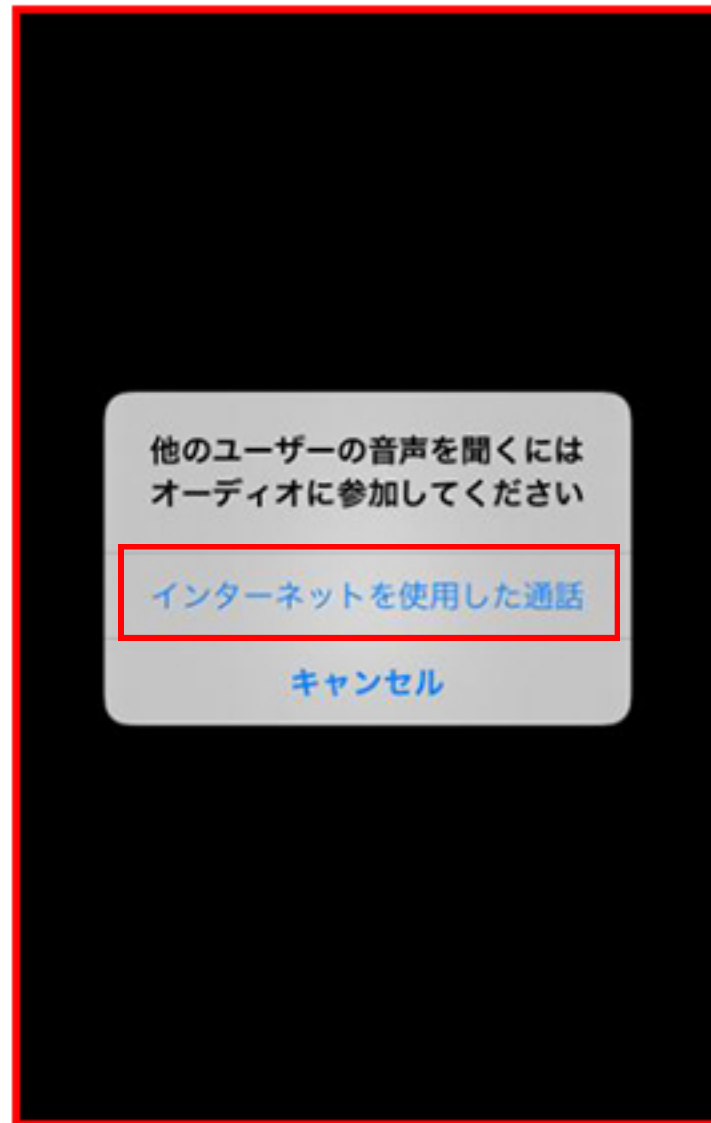 他のユーザーの音声を聞くには
オーディオに参加してください
インターネットを使用した通話
キャンセル